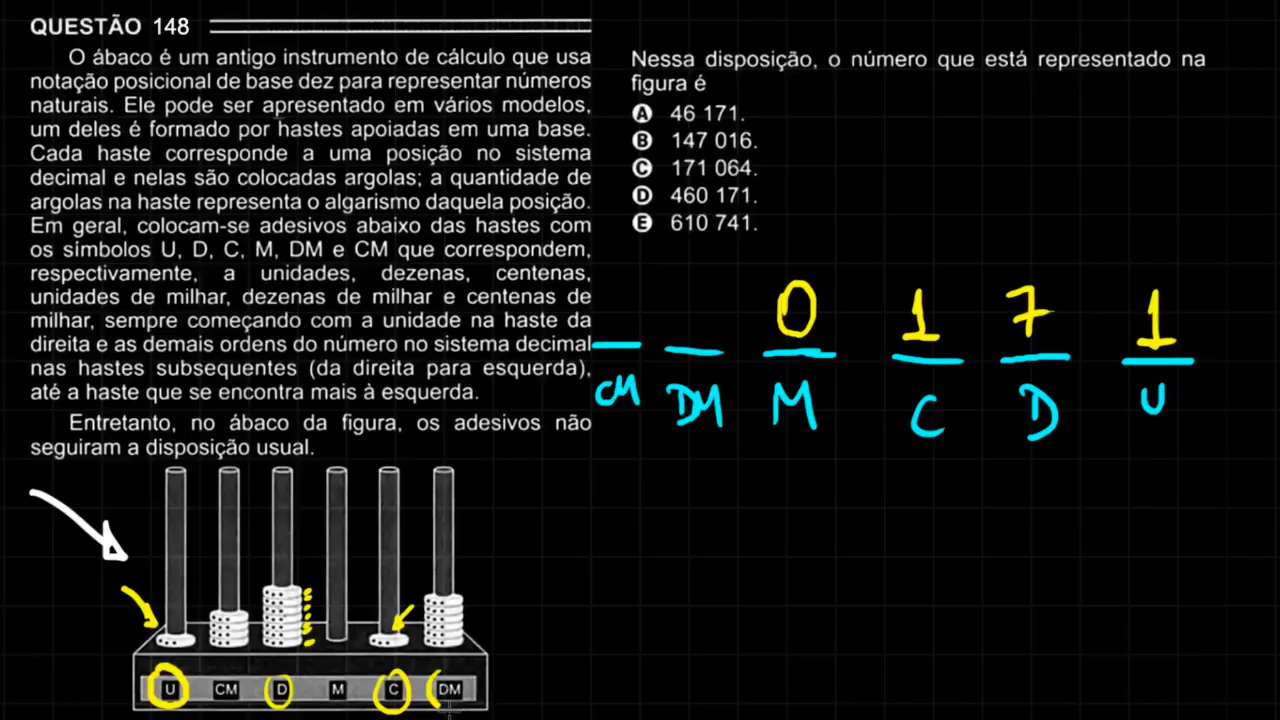 QUESTÃO 148
O ábaco é um antigo instrumento de cálculo que usa
notação posicional de base dez para representar números
naturais. Ele pode ser apresentado em vários modelos,
um deles é formado por hastes apoiadas em uma base.
Cada haste corresponde a uma posição no sistema
decimal e nelas são colocadas argolas; a quantidade de
argolas na haste representa o algarismo daquela posição.
Em geral, colocam-se adesivos abaixo das hastes com
os símbolos U, D, C, M, DM e CM que correspondem,
respectivamente, a unidades, dezenas, centenas,
unidades de milhar, dezenas de milhar e centenas de
milhar, sempre começando com a unidade na haste da
direita e as demais ordens do número no sistema decimal
nas hastes subsequentes (da direita para esquerda),
até a haste que se encontra mais à esquerda.
Entretanto, no ábaco da figura, os adesivos não
seguiram a disposição usual.
U CM D M C DM
Nessa disposição, o número que está representado na
figura é
A 46 171.
B 147 016.
C 171 064.
D 460 171.
E 610 741.
0 1 7 1
CM DM M C D U